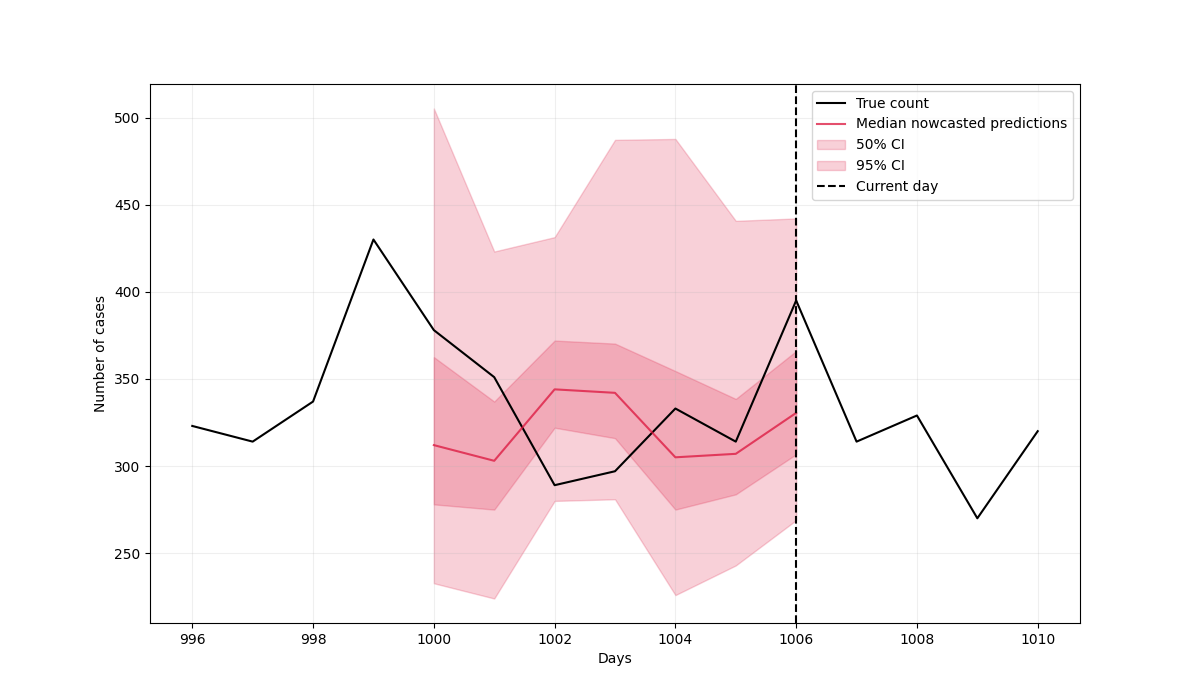 True count
Median nowcasted predictions
50% CI
95% CI
Current day
500
450
400
350
300
250
Number of cases
996 998 1000 1002 1004 1006 1008 1010
Days